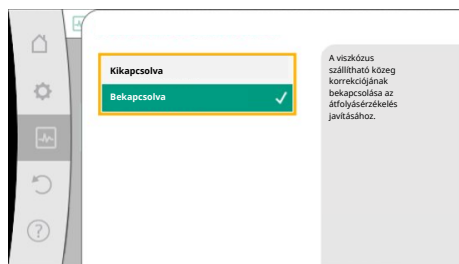 Kikapcsolva
Bekapcsolva
A viszkózus
szállítható közeg
korrekciójának
bekapcsolása az
átfolyásérzékelés
javításához.
?